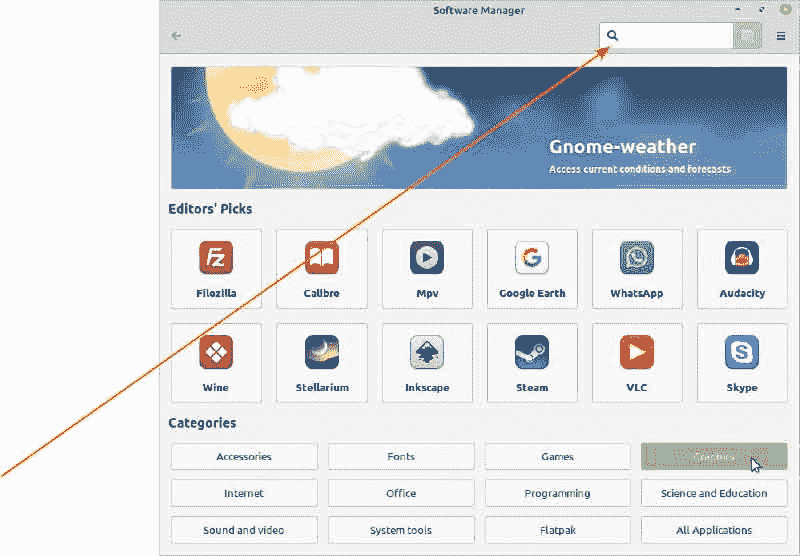 Software Manager
Gnome-weather
Access current conditions and forecasts
Editors' Picks
Filezilla
Calibre
Mpv
Google Earth
WhatsApp
Audacity
Wine
Stellarium
Inkscape
Steam
VLC
Skype
Categories
Accessories
Fonts
Games
Internet
Office
Programming
Science and Education
Sound and video
System tools
Flatpak
All Applications